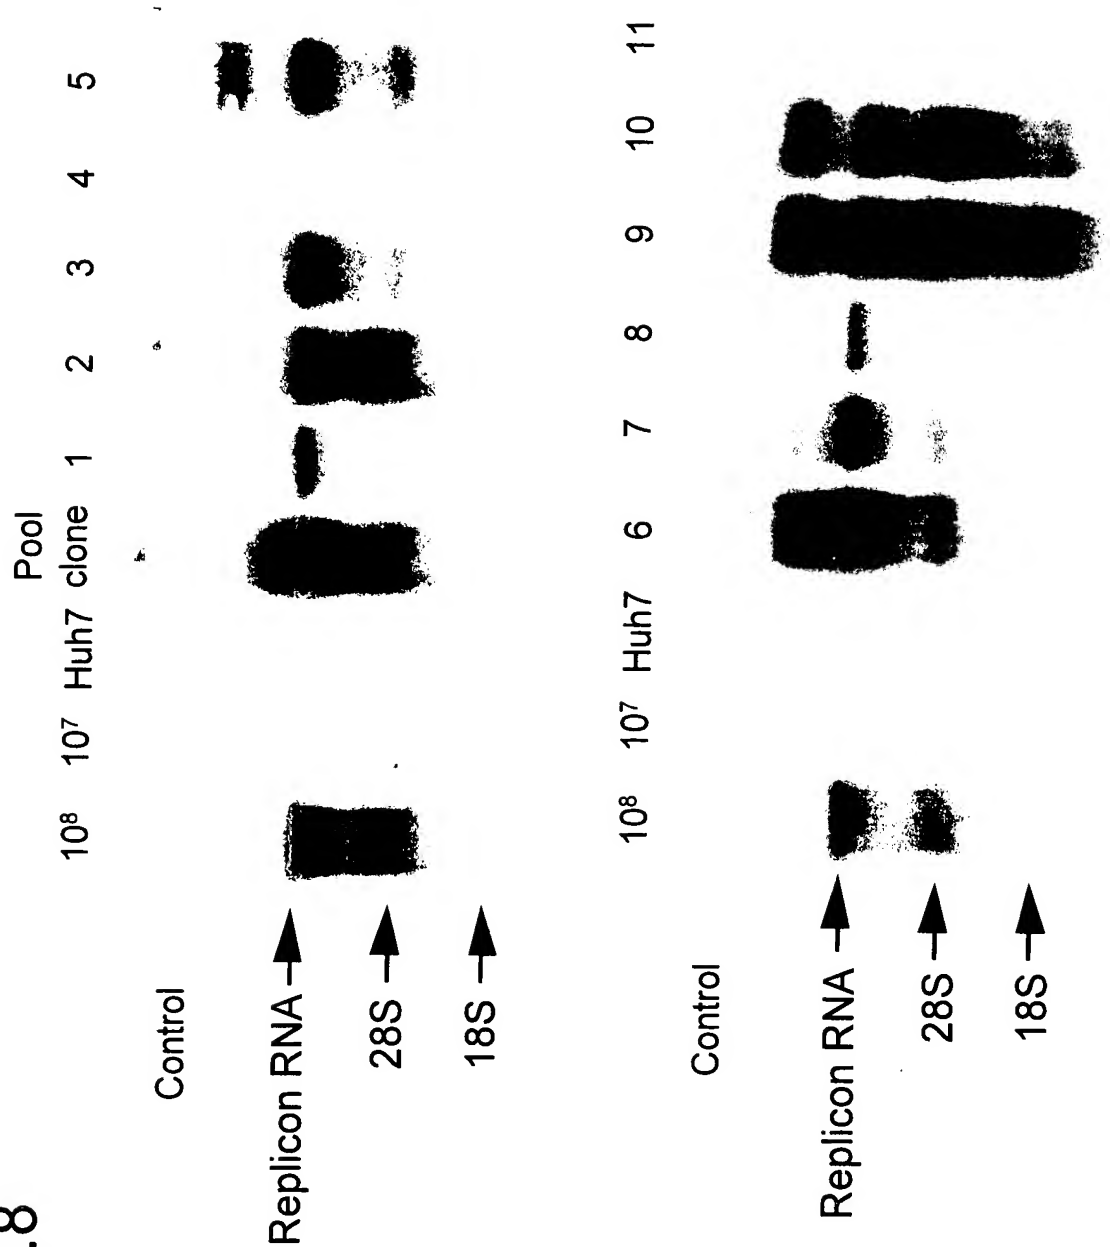 .8
Control
10⁸ 10⁷ Huh7 Pool clone 1 2 3 4 5
Replicon RNA
28S
18S
Control
10⁸ 10⁷ Huh7 6 7 8 9 10 11
Replicon RNA
28S
18S